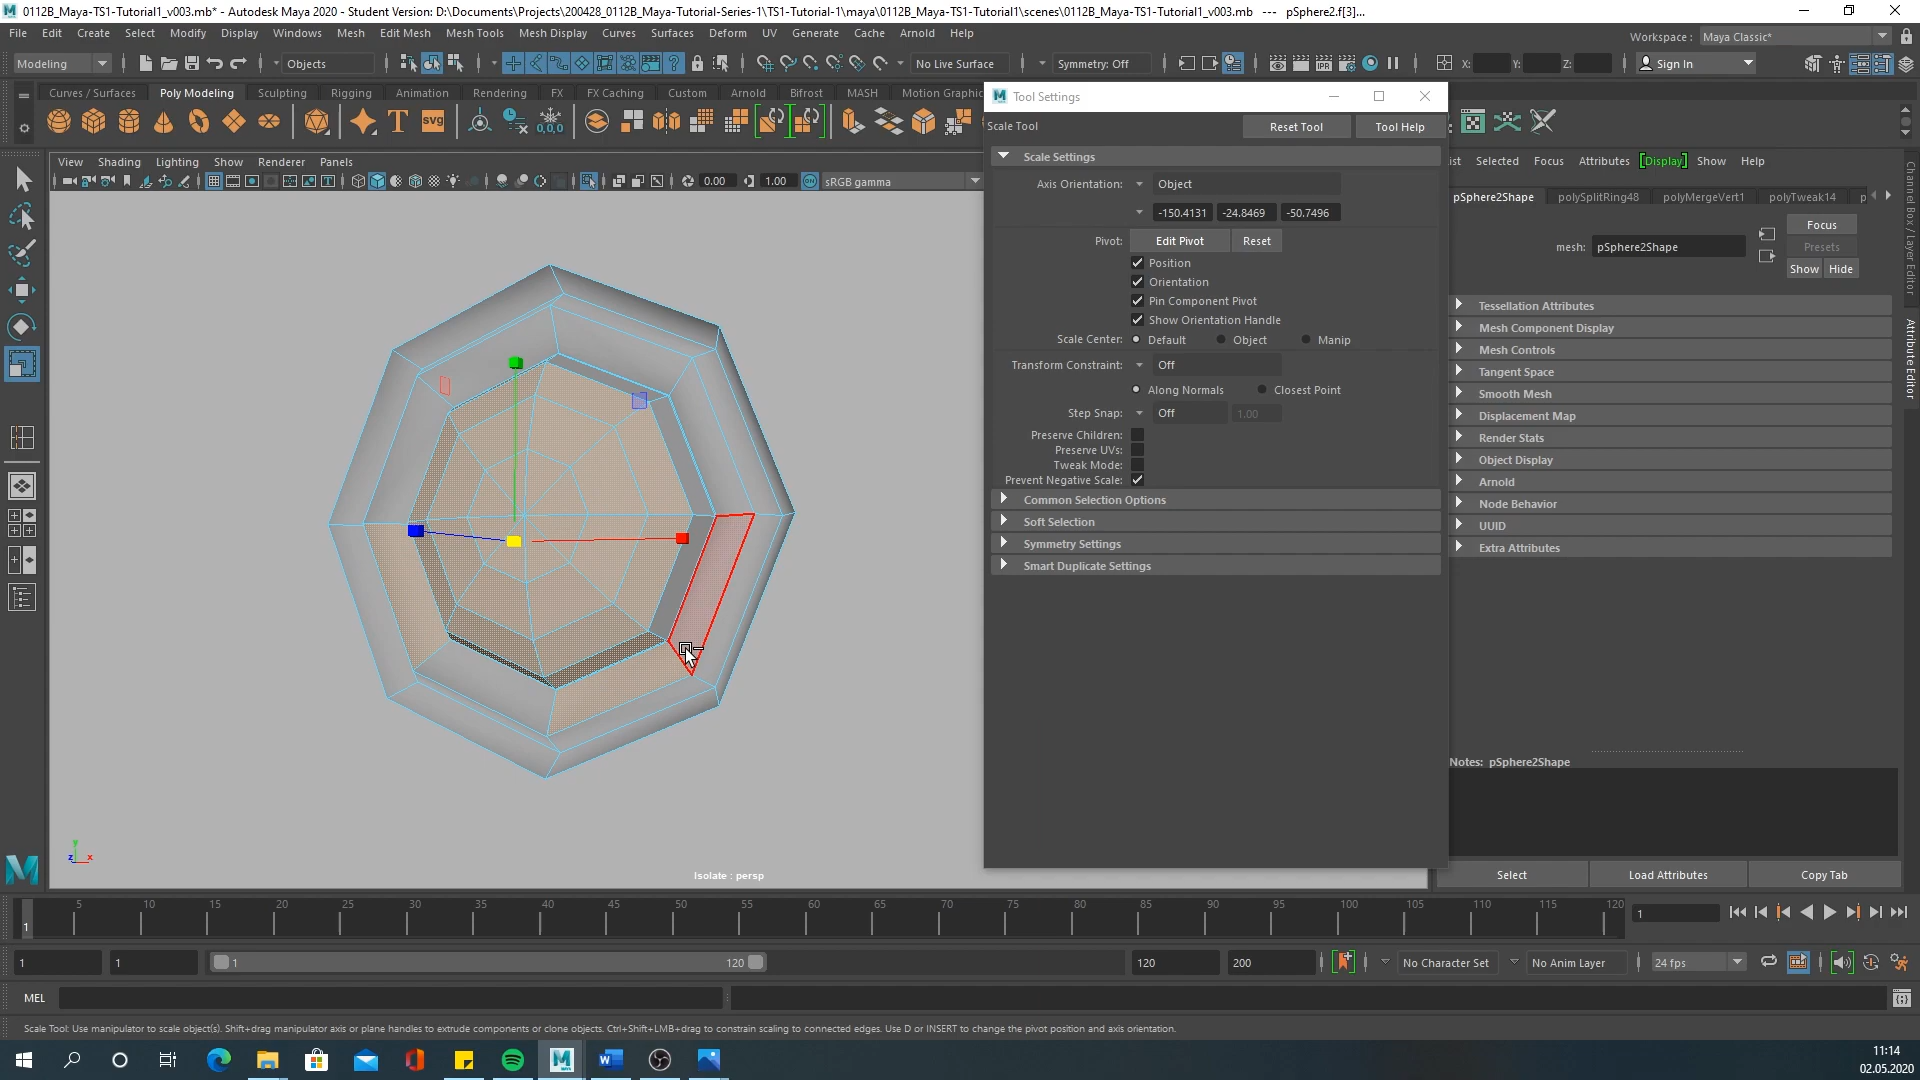 0112B_Maya-TS1-Tutorial1_v003.mb* - Autodesk Maya 2020 - Student Version: D:\Documents\Projects\200428_0112B_Maya-Tutorial-Series-1\TS1-Tutorial-1\maya\0112B_Maya-TS1-Tutorial1\scenes\0112B_Maya-TS1-Tutorial1_v003.mb --- pSphere2.f[3]...
File Edit Create Select Modify Display Windows Mesh Edit Mesh Mesh Tools Mesh Display Curves Surfaces Deform UV Generate Cache Arnold Help
Workspace : Maya Classic*
Modeling Objects No Live Surface Symmetry: Off IPR X: Y: Z: Sign In
Curves / Surfaces Poly Modeling Sculpting Rigging Animation Rendering FX FX Caching Custom Arnold Bifrost MASH Motion Graphic
T SVG 0,0,0
View Shading Lighting Show Renderer Panels
0.00 1.00 sRGB gamma
Tool Settings
Scale Tool Reset Tool Tool Help
Scale Settings
Axis Orientation: Object
-150.4131 -24.8469 -50.7496
Pivot: Edit Pivot Reset
Position
Orientation
Pin Component Pivot
Show Orientation Handle
Scale Center: Default Object Manip
Transform Constraint: Off
Along Normals Closest Point
Step Snap: Off 1.00
Preserve Children:
Preserve UVs:
Tweak Mode:
Prevent Negative Scale:
Common Selection Options
Soft Selection
Symmetry Settings
Smart Duplicate Settings
ist Selected Focus Attributes Display Show Help
pSphere2Shape polySplitRing48 polyMergeVert1 polyTweak14 p
mesh: pSphere2Shape
Focus
Presets
Show Hide
Tessellation Attributes
Mesh Component Display
Mesh Controls
Tangent Space
Smooth Mesh
Displacement Map
Render Stats
Object Display
Arnold
Node Behavior
UUID
Extra Attributes
Notes: pSphere2Shape
Select Load Attributes Copy Tab
Channel Box / Layer Editor
Attribute Editor
y
z x
Isolate : persp
5 10 15 20 25 30 35 40 45 50 55 60 65 70 75 80 85 90 95 100 105 110 115 120
1
1
1 1 1 120 120 200 No Character Set No Anim Layer 24 fps
MEL
Scale Tool: Use manipulator to scale object(s). Shift+drag manipulator axis or plane handles to extrude components or clone objects. Ctrl+Shift+LMB+drag to constrain scaling to connected edges. Use D or INSERT to change the pivot position and axis orientation.
11:14
02.05.2020